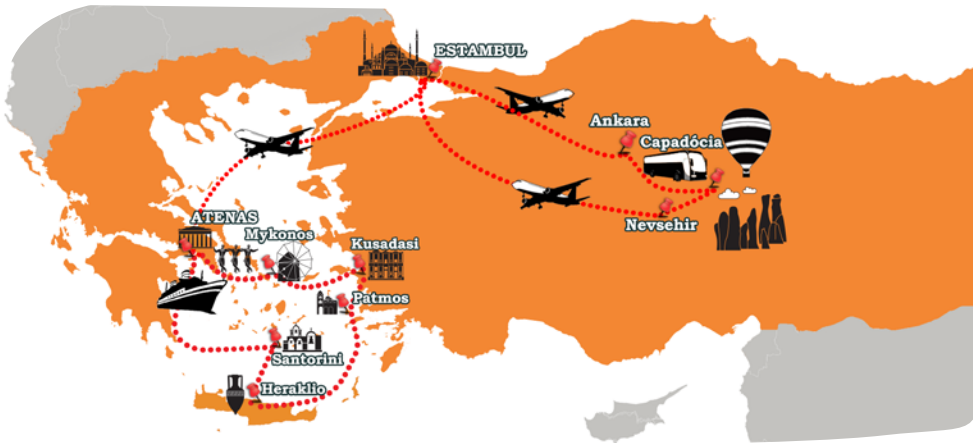 ESTAMBUL
Ankara
Capadócia
Nevsehir
ATENAS
Mykonos
Kusadasi
Patmos
Santorini
Heraklio